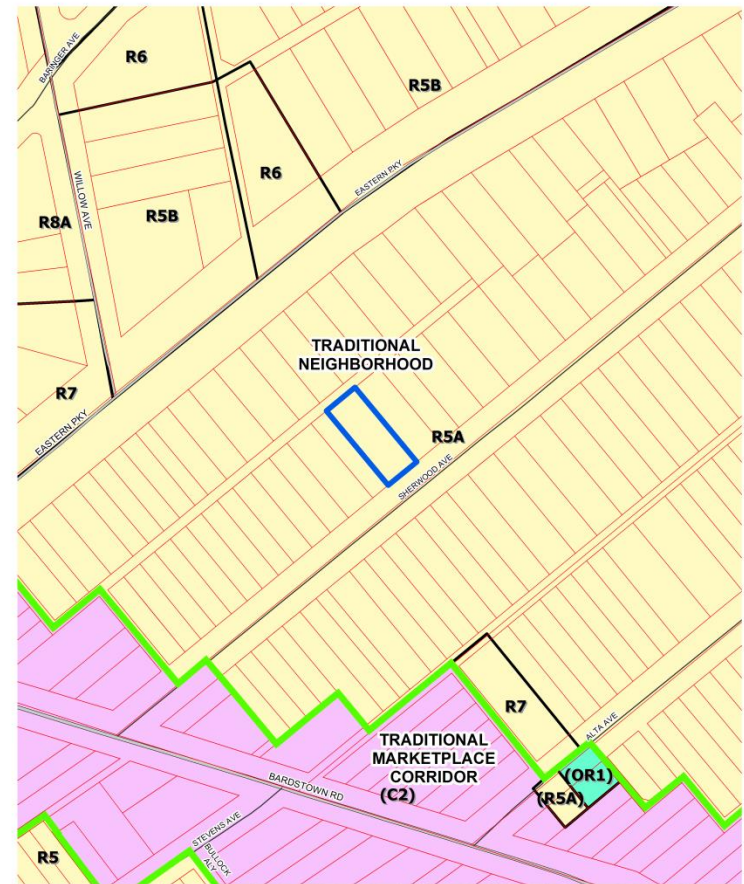 BARINGER AVE
R6
R5B
R6
EASTERN PKY
WILLOW AVE
R8A
R5B
TRADITIONAL
NEIGHBORHOOD
R7
EASTERN PKY
R5A
SHERWOOD AVE
R7
ALTA AVE
TRADITIONAL
MARKETPLACE
CORRIDOR
(C2)
(OR1)
(R5A)
BARDSTOWN RD
STEVENS AVE
BULLOCK
ALY
R5